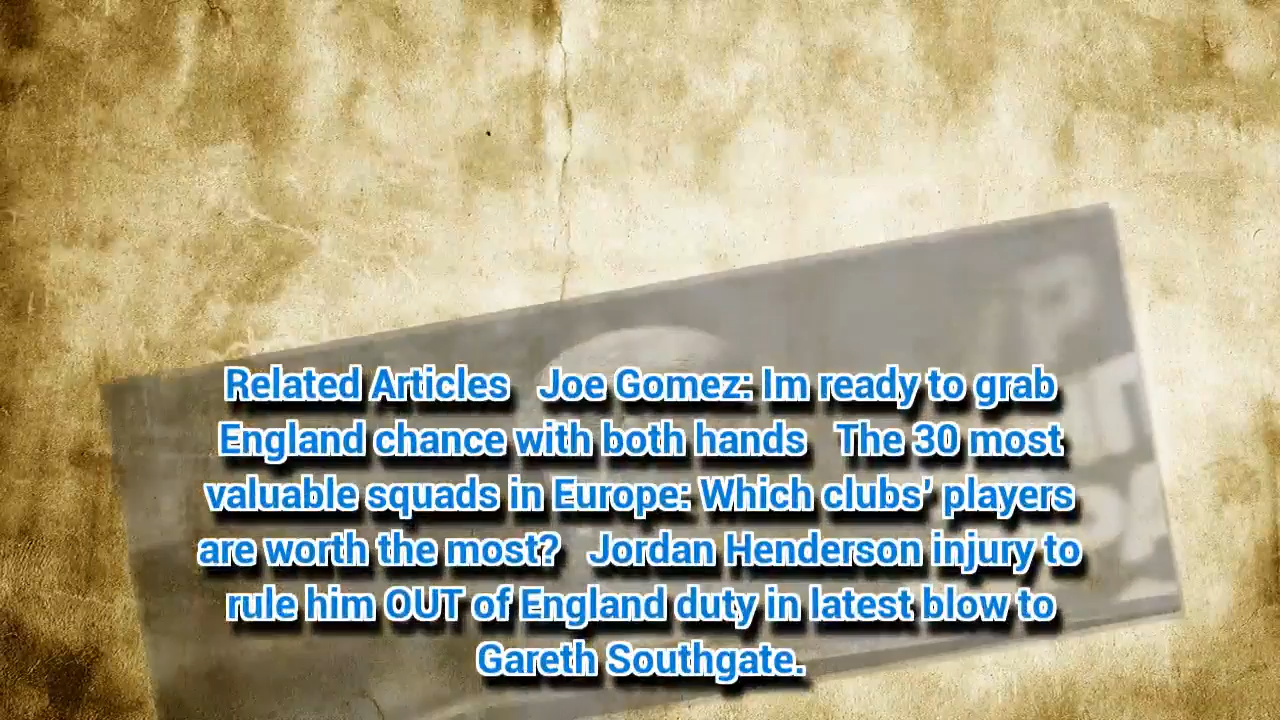 Related Articles   Joe Gomez: Im ready to grab
England chance with both hands   The 30 most
valuable squads in Europe: Which clubs’ players
are worth the most?   Jordan Henderson injury to
rule him OUT of England duty in latest blow to
Gareth Southgate.